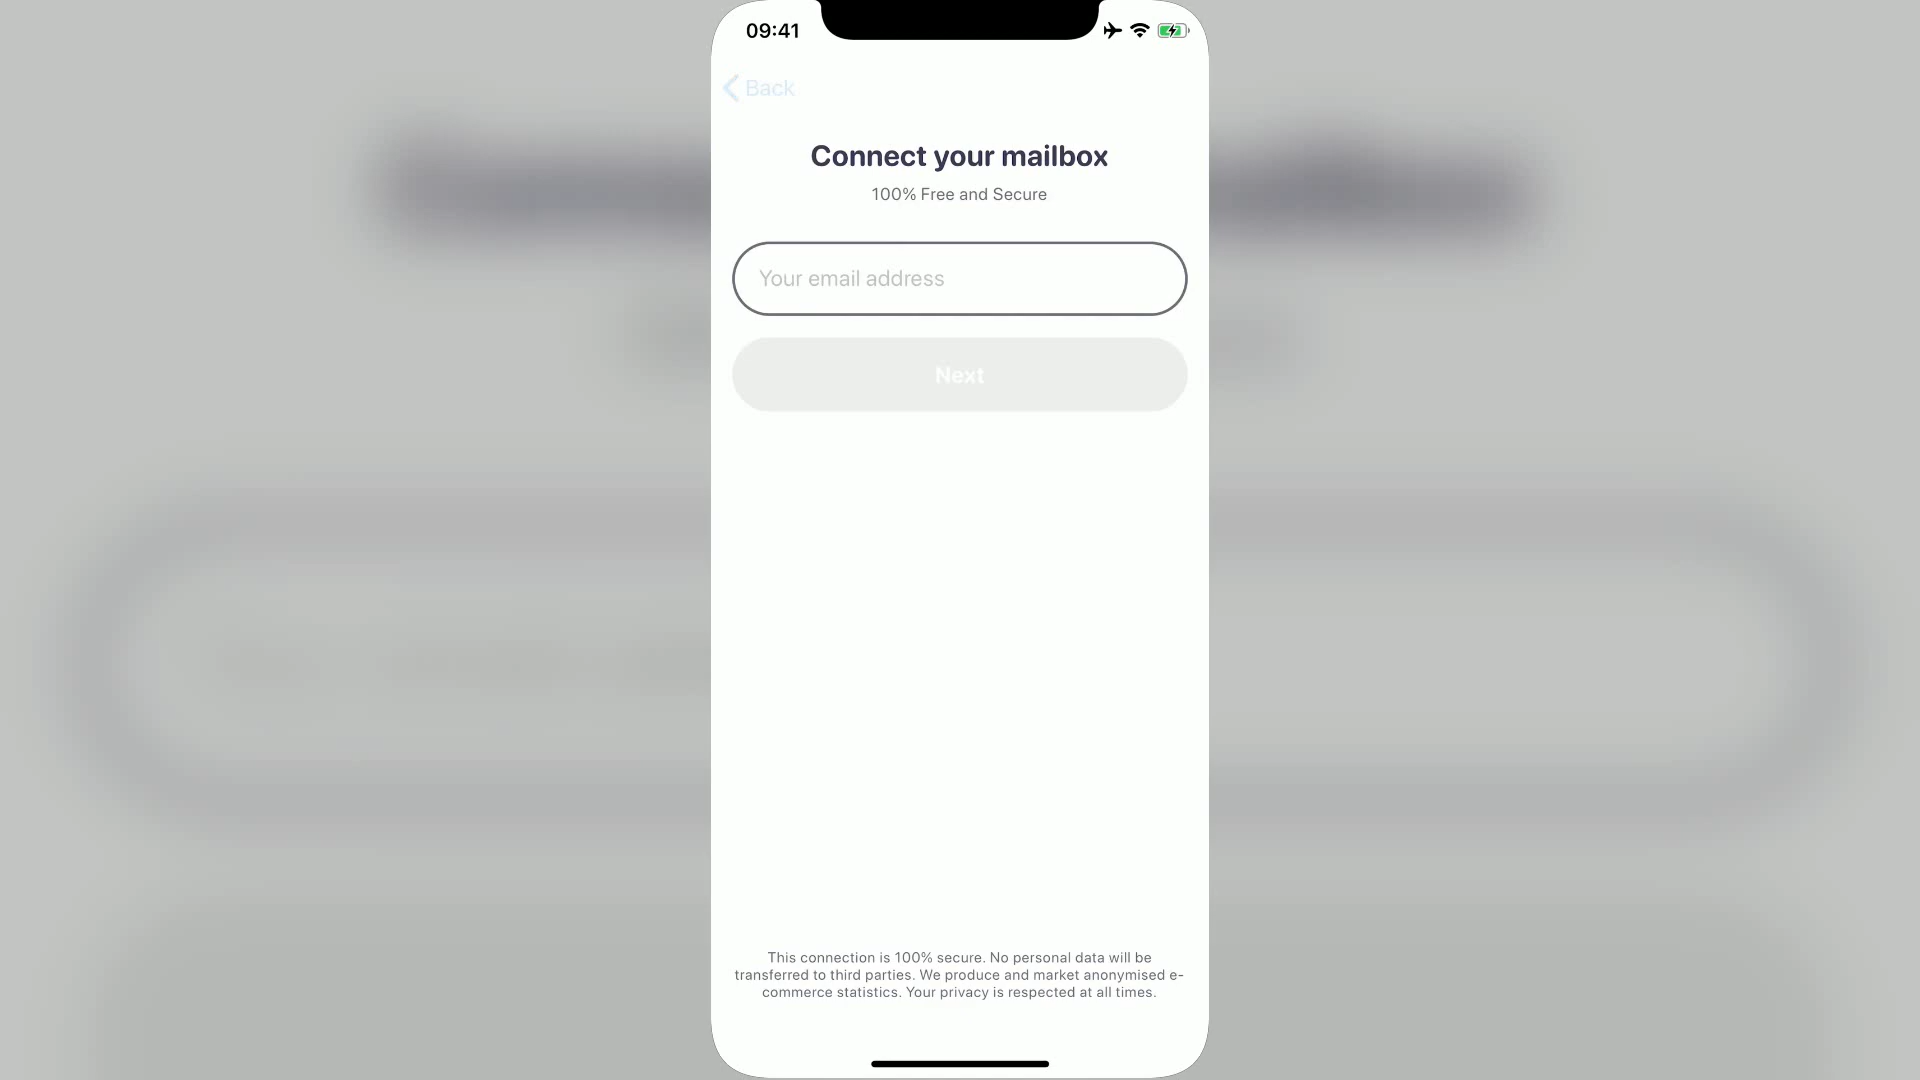 09:41
Back
Connect your mailbox
100% Free and Secure
Your email address
Next
This connection is 100% secure. No personal data will be
transferred to third parties. We produce and market anonymised e-
commerce statistics. Your privacy is respected at all times.